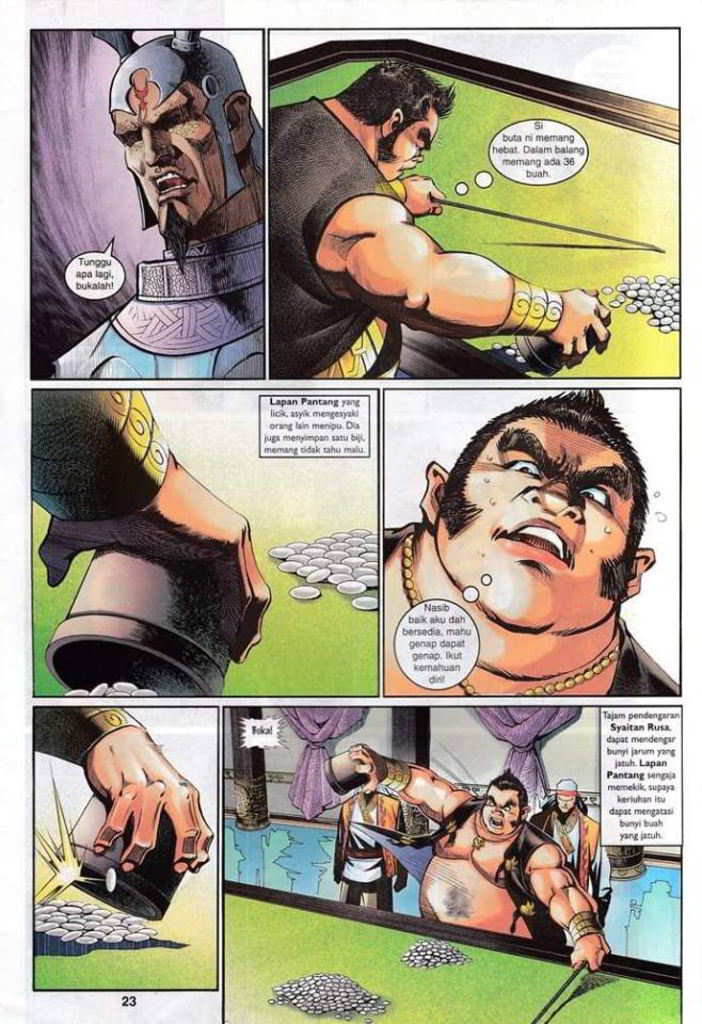 Tunggu
apa lagi,
bukalah!
Si
buta ni memang
hebat. Dalam balang
memang ada 36
buah.
Lapan Pantang yang
licik, asyik mengesyaki
orang lain menipu. Dia
juga menyimpan satu biji,
memang tidak tahu malu.
Nasib
baik aku dah
bersedia, mahu
genap dapat
genap. Ikut
kemahuan
diri!
Buka!
Tajam pendengaran
Syaitan Rusa,
dapat mendengar
bunyi jarum yang
jatuh. Lapan
Pantang sengaja
memekik, supaya
keriuhan itu
dapat mengatasi
bunyi buah
yang jatuh.
23